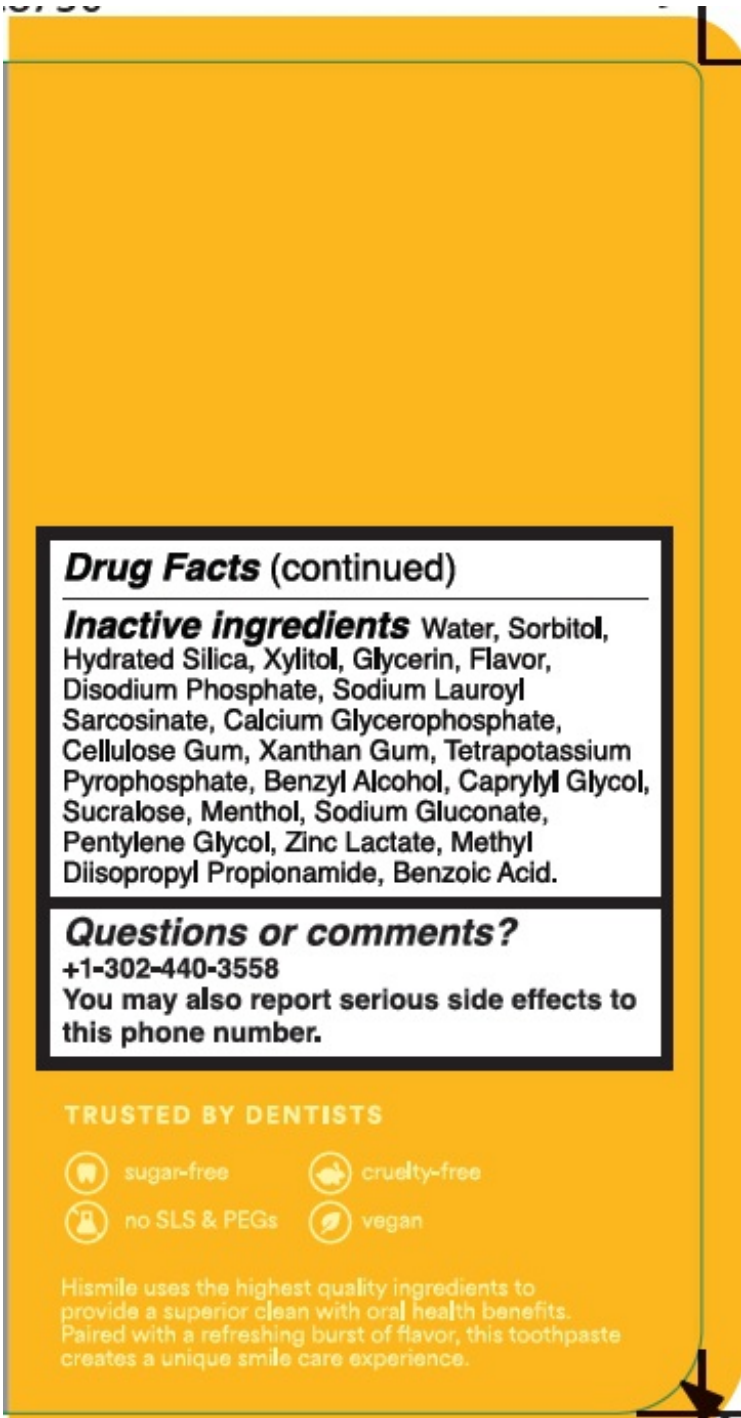 Drug Facts (continued)
Inactive ingredients Water, Sorbitol,
Hydrated Silica, Xylitol, Glycerin, Flavor,
Disodium Phosphate, Sodium Lauroyl
Sarcosinate, Calcium Glycerophosphate,
Cellulose Gum, Xanthan Gum, Tetrapotassium
Pyrophosphate, Benzyl Alcohol, Caprylyl Glycol,
Sucralose, Menthol, Sodium Gluconate,
Pentylene Glycol, Zinc Lactate, Methyl
Diisopropyl Propionamide, Benzoic Acid.
Questions or comments?
+1-302-440-3558
You may also report serious side effects to
this phone number.
TRUSTED BY DENTISTS
sugar-free
cruelty-free
no SLS & PEGs
vegan
Hismile uses the highest quality ingredients to
provide a superior clean with oral health benefits.
Paired with a refreshing burst of flavor, this toothpaste
creates a unique smile care experience.